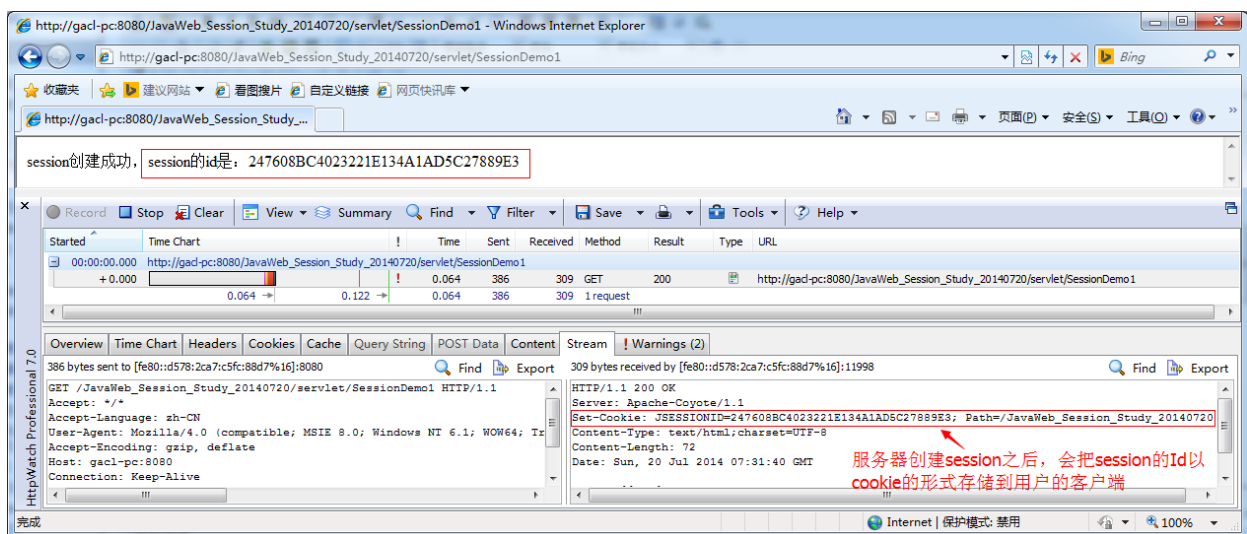 http://gacl-pc:8080/JavaWeb_Session_Study_20140720/servlet/SessionDemo1 - Windows Internet Explorer
http://gacl-pc:8080/JavaWeb_Session_Study_20140720/servlet/SessionDemo1 Bing
收藏夹 建议网站 看图搜片 自定义链接 网页快讯库
http://gacl-pc:8080/JavaWeb_Session_Study_... 页面(P) 安全(S) 工具(O) »
session创建成功, session的id是：247608BC4023221E134A1AD5C27889E3
Record Stop Clear View Summary Find Filter Save Tools Help
Started Time Chart ! Time Sent Received Method Result Type URL
00:00:00.000 http://gacl-pc:8080/JavaWeb_Session_Study_20140720/servlet/SessionDemo1
+ 0.000 ! 0.064 386 309 GET 200 http://gacl-pc:8080/JavaWeb_Session_Study_20140720/servlet/SessionDemo1
0.064 0.122 0.064 386 309 1 request
Overview Time Chart Headers Cookies Cache Query String POST Data Content Stream ! Warnings (2)
386 bytes sent to [fe80::d578:2ca7:c5fc:88d7%16]:8080 Find Export
GET /JavaWeb_Session_Study_20140720/servlet/SessionDemo1 HTTP/1.1
Accept: */*
Accept-Language: zh-CN
User-Agent: Mozilla/4.0 (compatible; MSIE 8.0; Windows NT 6.1; WOW64; Tr
Accept-Encoding: gzip, deflate
Host: gacl-pc:8080
Connection: Keep-Alive
309 bytes received by [fe80::d578:2ca7:c5fc:88d7%16]:11998 Find Export
HTTP/1.1 200 OK
Server: Apache-Coyote/1.1
Set-Cookie: JSESSIONID=247608BC4023221E134A1AD5C27889E3; Path=/JavaWeb_Session_Study_20140720
Content-Type: text/html;charset=UTF-8
Content-Length: 72
Date: Sun, 20 Jul 2014 07:31:40 GMT
服务器创建session之后，会把session的Id以
cookie的形式存储到用户的客户端
HttpWatch Professional 7.0
完成 Internet | 保护模式: 禁用 100%